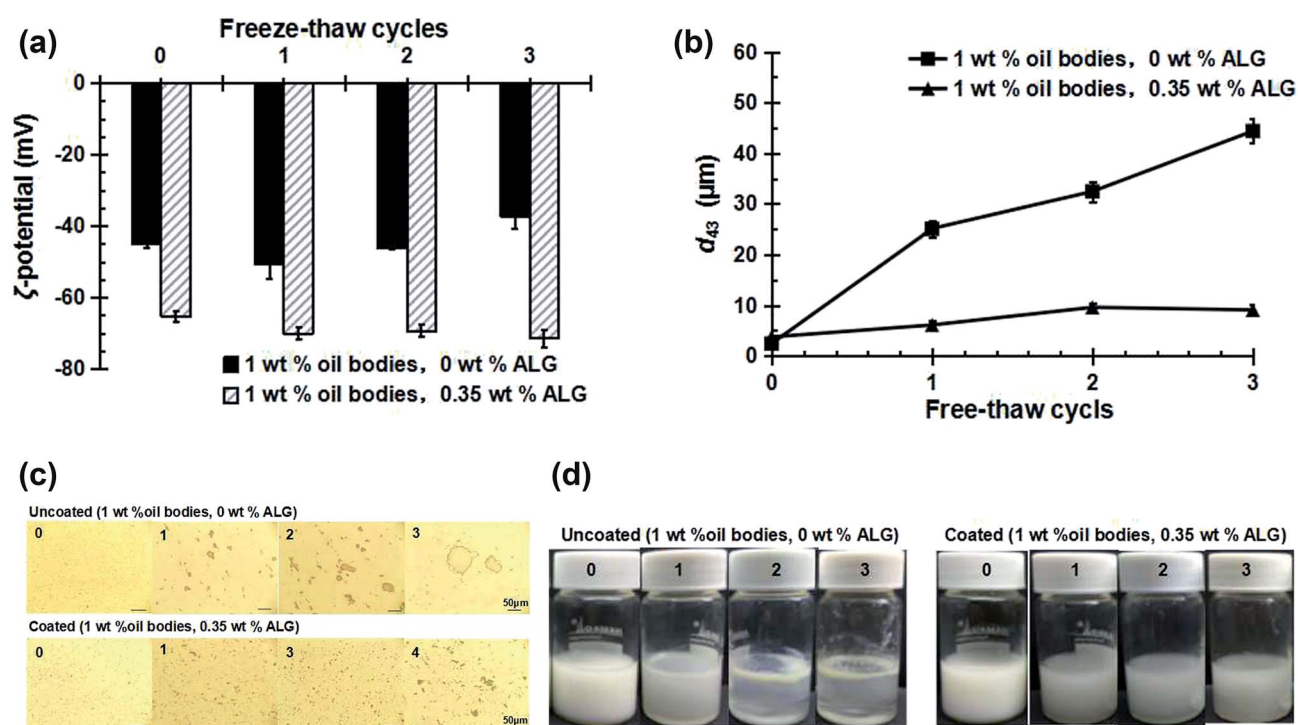 (a)
Freeze-thaw cycles
0 1 2 3
0
-20
-40
-60
-80
ζ-potential (mV)
1 wt % oil bodies, 0 wt % ALG
1 wt % oil bodies, 0.35 wt % ALG
(b)
60
50
40
30
20
10
0
d43 (μm)
1 wt % oil bodies, 0 wt % ALG
1 wt % oil bodies, 0.35 wt % ALG
0 1 2 3
Free-thaw cycls
(c)
Uncoated (1 wt %oil bodies, 0 wt % ALG)
0 1 2 3
50μm
Coated (1 wt %oil bodies, 0.35 wt % ALG)
0 1 3 4
50μm
(d)
Uncoated (1 wt %oil bodies, 0 wt % ALG)
0 1 2 3
Coated (1 wt %oil bodies, 0.35 wt % ALG)
0 1 2 3